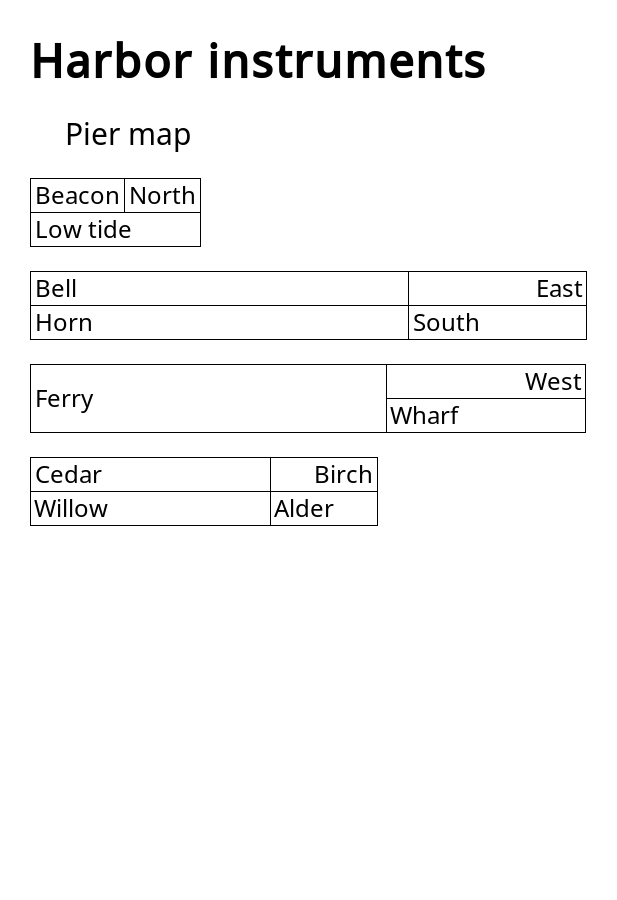 Harbor instruments
Pier map
Beacon North
Low tide
Bell East
Horn South
Ferry West
Wharf
Cedar Birch
Willow Alder